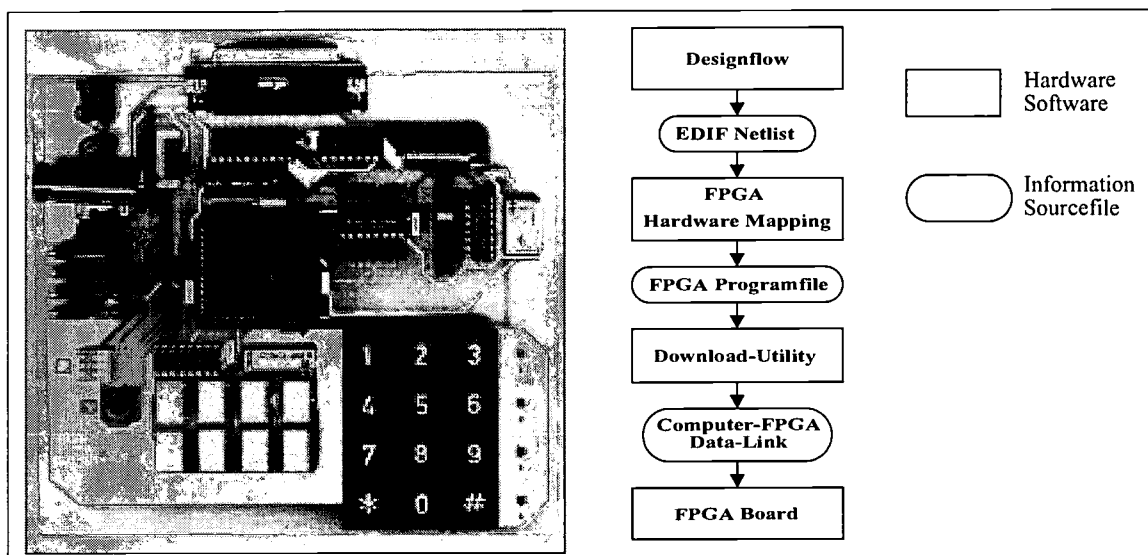 1 2 3
4 5 6
7 8 9
* 0 #
Designflow
EDIF Netlist
FPGA
Hardware Mapping
FPGA Programfile
Download-Utility
Computer-FPGA
Data-Link
FPGA Board
Hardware
Software
Information
Sourcefile